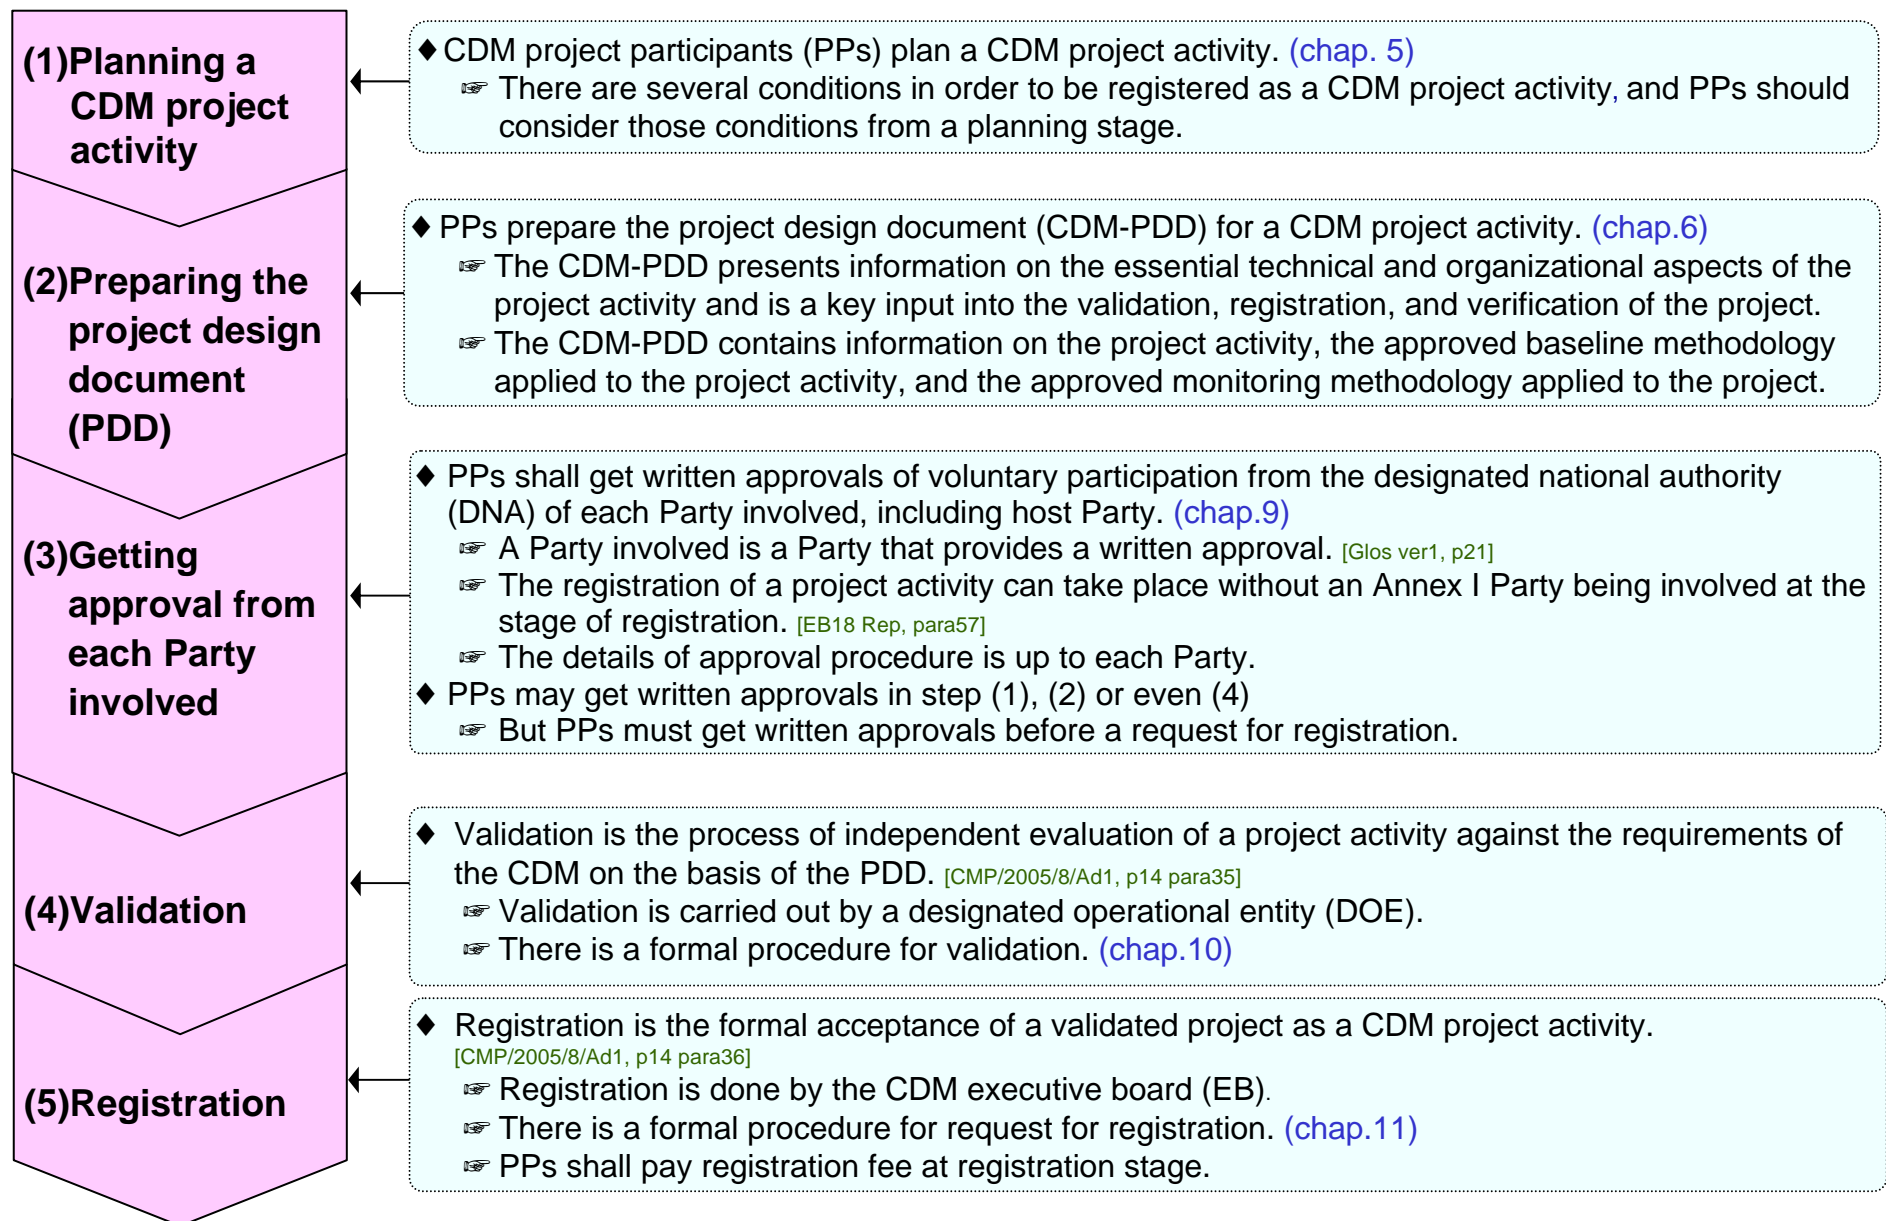 (1)Planning a
CDM project
activity
♦ CDM project participants (PPs) plan a CDM project activity. (chap. 5)
☞ There are several conditions in order to be registered as a CDM project activity, and PPs should
consider those conditions from a planning stage.
(2)Preparing the
project design
document
(PDD)
♦ PPs prepare the project design document (CDM-PDD) for a CDM project activity. (chap.6)
☞ The CDM-PDD presents information on the essential technical and organizational aspects of the
project activity and is a key input into the validation, registration, and verification of the project.
☞ The CDM-PDD contains information on the project activity, the approved baseline methodology
applied to the project activity, and the approved monitoring methodology applied to the project.
(3)Getting
approval from
each Party
involved
♦ PPs shall get written approvals of voluntary participation from the designated national authority
(DNA) of each Party involved, including host Party. (chap.9)
☞ A Party involved is a Party that provides a written approval. [Glos ver1, p21]
☞ The registration of a project activity can take place without an Annex I Party being involved at the
stage of registration. [EB18 Rep, para57]
☞ The details of approval procedure is up to each Party.
♦ PPs may get written approvals in step (1), (2) or even (4)
☞ But PPs must get written approvals before a request for registration.
(4)Validation
♦ Validation is the process of independent evaluation of a project activity against the requirements of
the CDM on the basis of the PDD. [CMP/2005/8/Ad1, p14 para35]
☞ Validation is carried out by a designated operational entity (DOE).
☞ There is a formal procedure for validation. (chap.10)
(5)Registration
♦ Registration is the formal acceptance of a validated project as a CDM project activity.
[CMP/2005/8/Ad1, p14 para36]
☞ Registration is done by the CDM executive board (EB).
☞ There is a formal procedure for request for registration. (chap.11)
☞ PPs shall pay registration fee at registration stage.